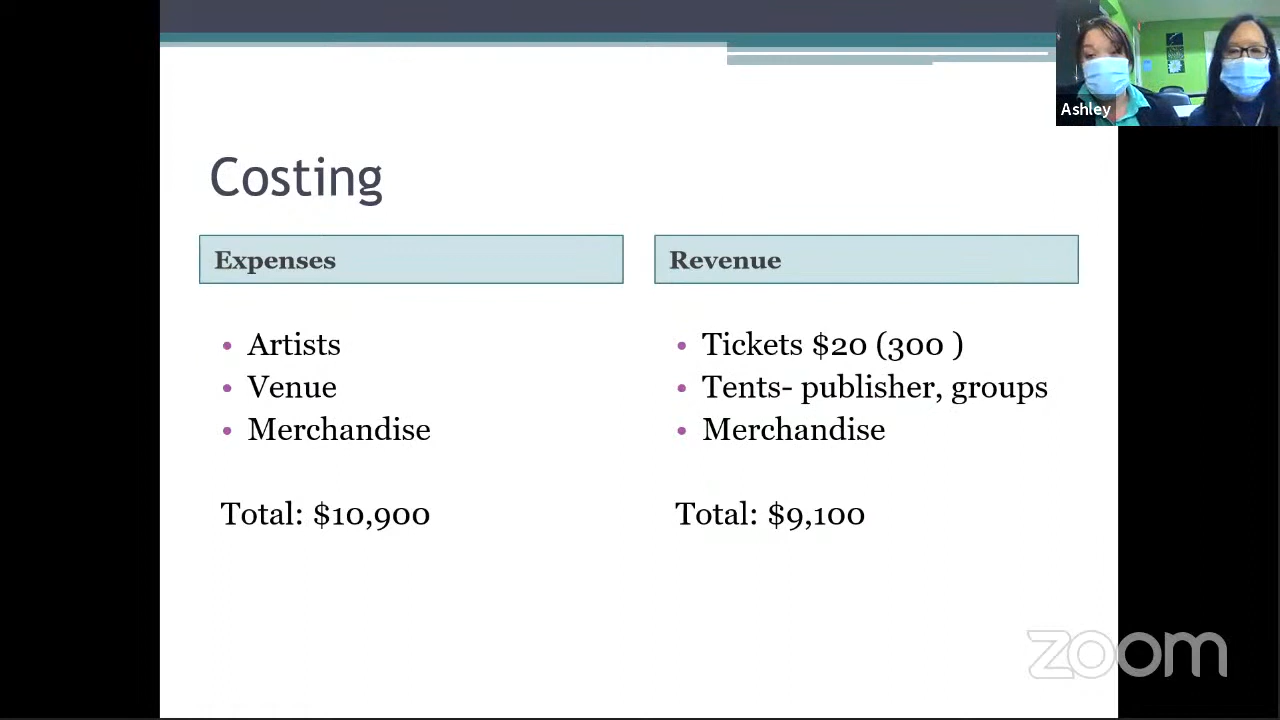 Ashley
Costing
Expenses
Revenue
• Artists
• Venue
• Merchandise
Total: $10,900
• Tickets $20 (300 )
• Tents- publisher, groups
• Merchandise
Total: $9,100
zoom